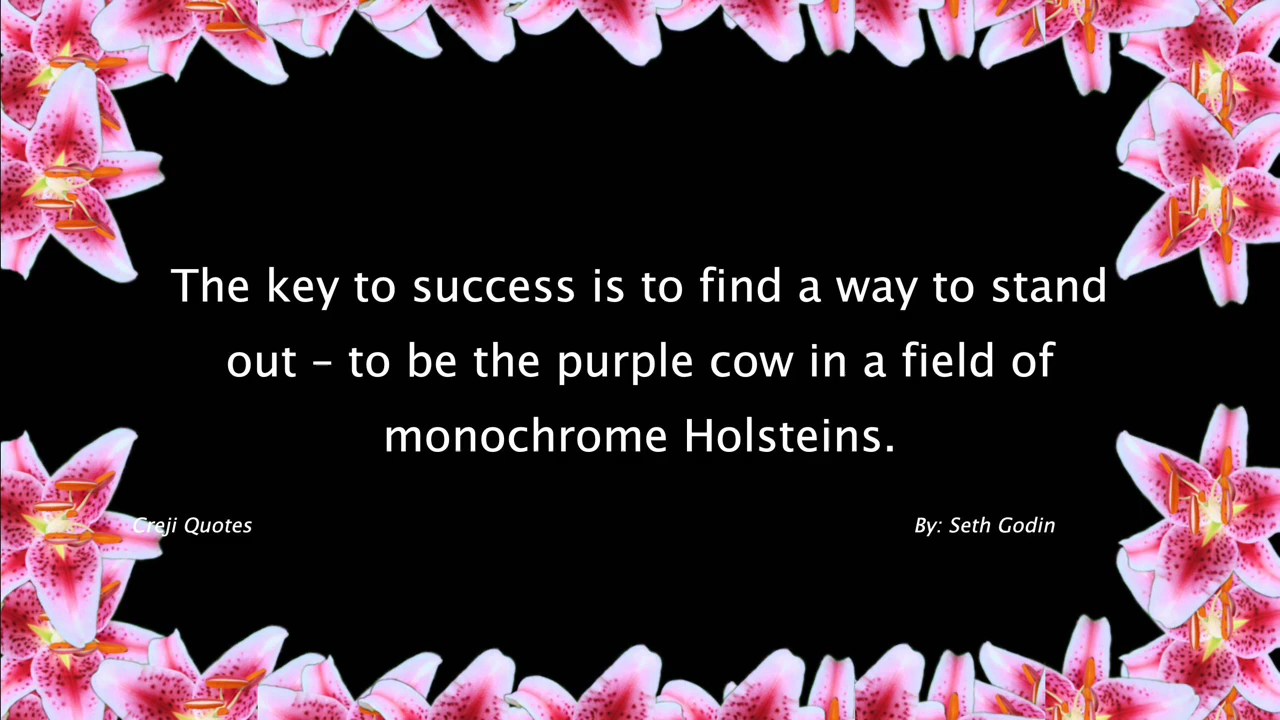 The key to success is to find a way to stand
out – to be the purple cow in a field of
monochrome Holsteins.
Creji Quotes
By: Seth Godin